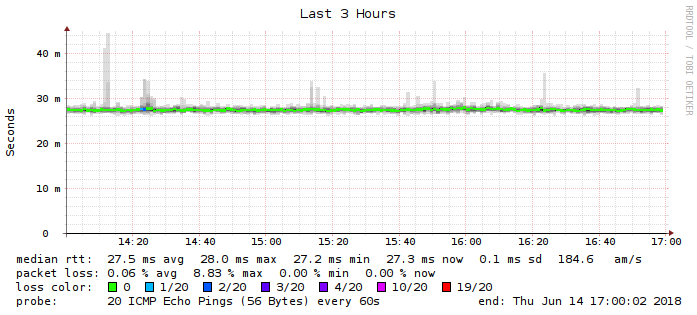 Last 3 Hours
RRDTOOL / TOBI OETIKER
Seconds
40 m
30 m
20 m
10 m
0
14:20 14:40 15:00 15:20 15:40 16:00 16:20 16:40 17:00
median rtt: 27.5 ms avg 28.0 ms max 27.2 ms min 27.3 ms now 0.1 ms sd 184.6 am/s
packet loss: 0.06 % avg 8.83 % max 0.00 % min 0.00 % now
loss color: 0 1/20 2/20 3/20 4/20 10/20 19/20
probe: 20 ICMP Echo Pings (56 Bytes) every 60s end: Thu Jun 14 17:00:02 2018